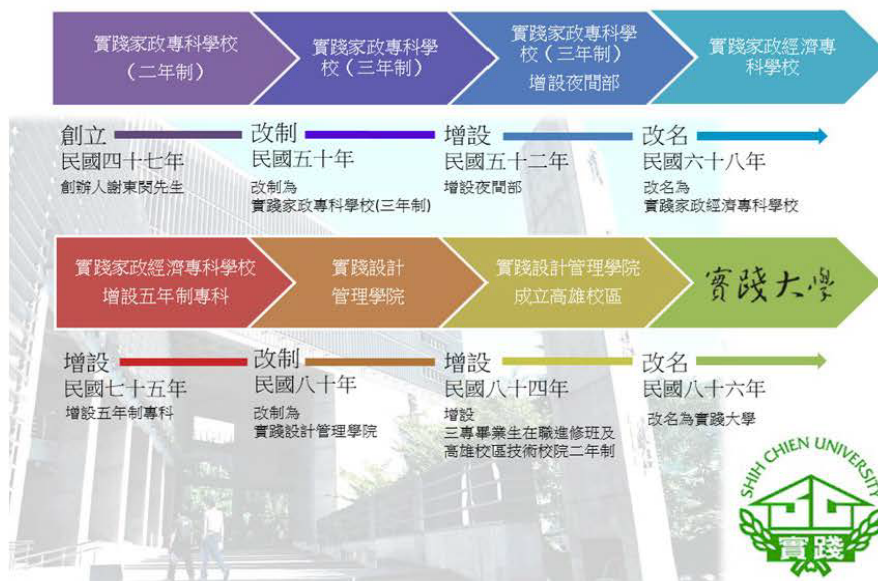 實踐家政專科學校
（二年制）
實踐家政專科學
校（三年制）
實踐家政專科學
校（三年制）
增設夜間部
實踐家政經濟專
科學校
創立
民國四十七年
創辦人謝東閔先生
改制
民國五十年
改制為
實踐家政專科學校(三年制)
增設
民國五十二年
增設夜間部
改名
民國六十八年
改名為
實踐家政經濟專科學校
實踐家政經濟專科學校
增設五年制專科
實踐設計
管理學院
實踐設計管理學院
成立高雄校區
實踐大學
增設
民國七十五年
增設五年制專科
改制
民國八十年
改制為
實踐設計管理學院
增設
民國八十四年
增設
三專畢業生在職進修班及
高雄校區技術校院二年制
改名
民國八十六年
改名為實踐大學
SHIH CHIEN UNIVERSITY
實踐